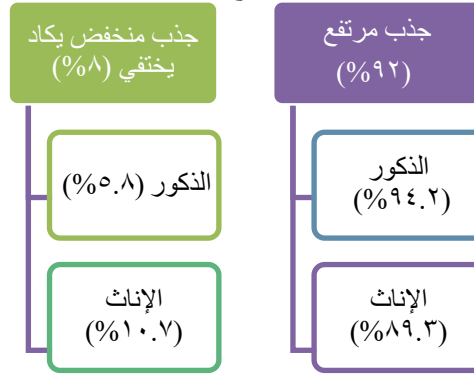 جذب مرتفع
(٩٢%)
الذكور
(٩٤.٢%)
الإناث
(٨٩.٣%)
جذب منخفض يكاد
يختفي (٨%)
الذكور (٥.٨%)
الإناث
(١٠.٧%)